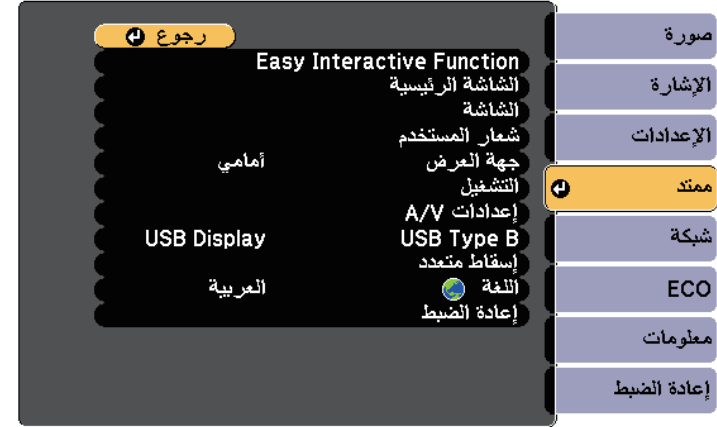 صورة
الإشارة
الإعدادات
ممتد
شبكة
ECO
معلومات
إعادة الضبط
رجوع
Easy Interactive Function
الشاشة الرئيسية
الشاشة
شعار المستخدم
جهة العرض أمامي
التشغيل
إعدادات A/V
USB Type B USB Display
إسقاط متعدد
اللغة العربية
إعادة الضبط